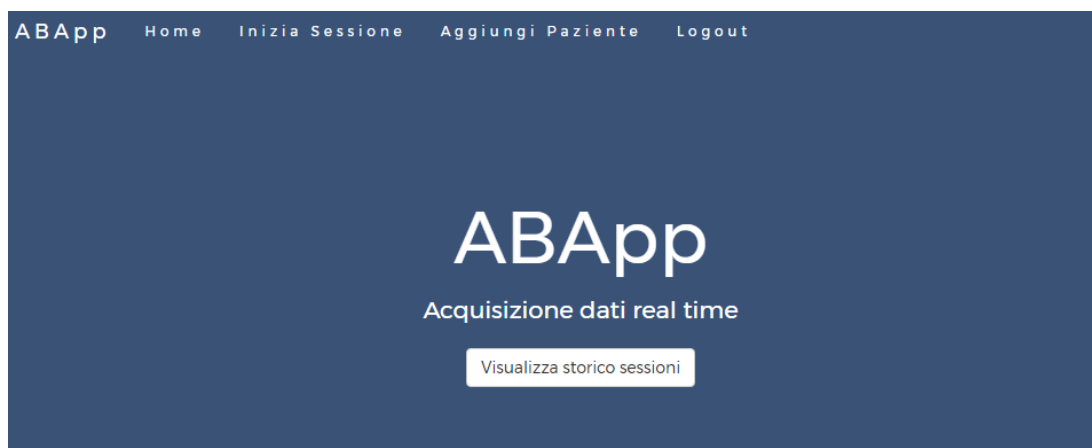 ABApp Home Inizia Sessione Aggiungi Paziente Logout
ABApp
Acquisizione dati real time
Visualizza storico sessioni